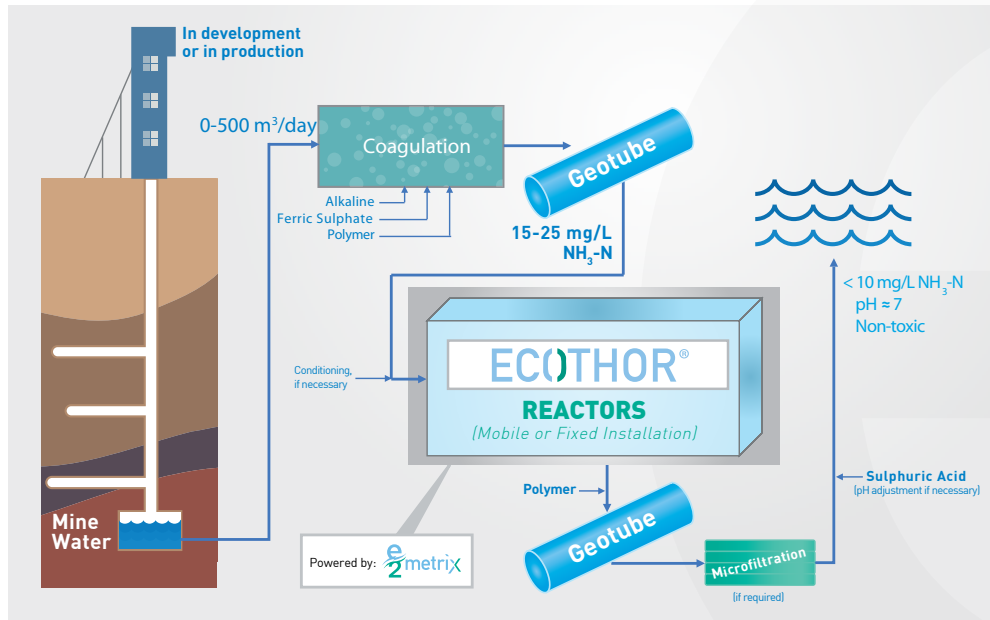 In development
or in production
0-500 m³/day
Coagulation
Geotube
Alkaline
Ferric Sulphate
Polymer
15-25 mg/L
NH₃-N
< 10 mg/L NH₃-N
pH ≈ 7
Non-toxic
Conditioning,
if necessary
ECOTHOR®
REACTORS
(Mobile or Fixed Installation)
Polymer
Sulphuric Acid
(pH adjustment if necessary)
Mine
Water
Geotube
Powered by: e2metrix
Microfiltration
(if required)